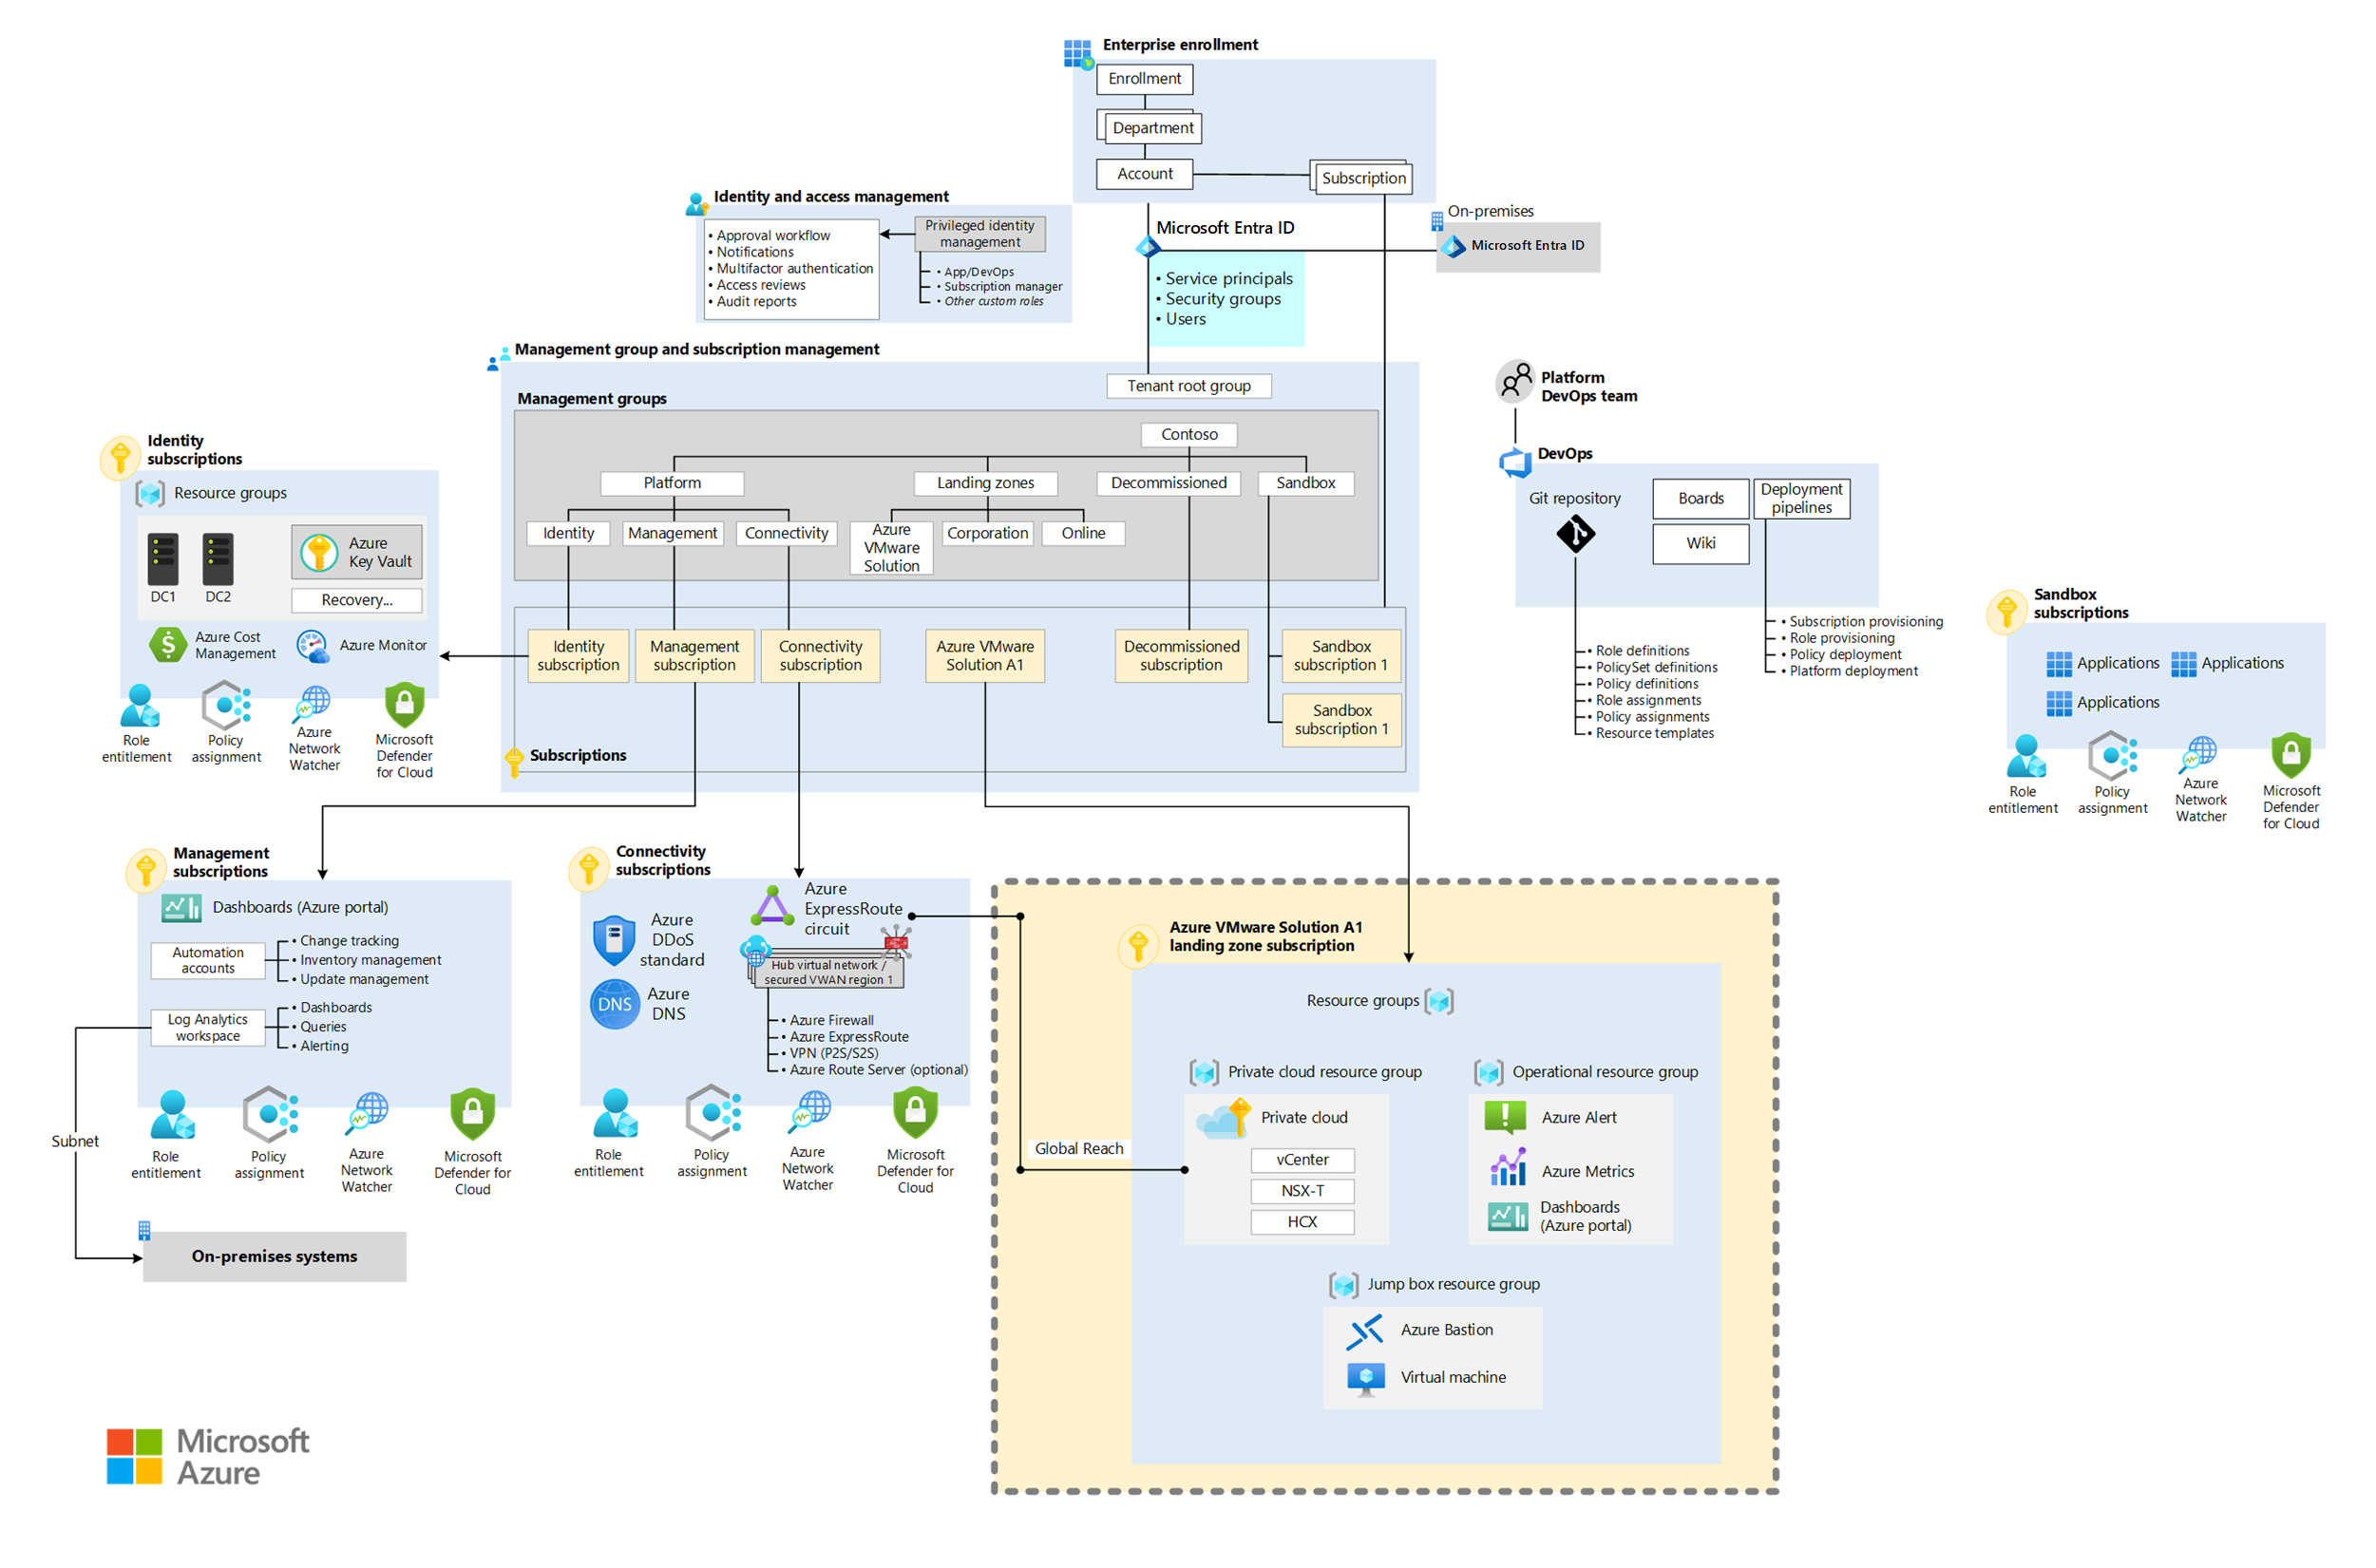 Enterprise enrollment
Enrollment
Department
Account
Subscription
Identity and access management
• Approval workflow
• Notifications
• Multifactor authentication
• Access reviews
• Audit reports
Privileged identity
management
• App/DevOps
• Subscription manager
• Other custom roles
Microsoft Entra ID
• Service principals
• Security groups
• Users
On-premises
Microsoft Entra ID
Management group and subscription management
Tenant root group
Management groups
Contoso
Platform
Landing zones
Decommissioned
Sandbox
Identity
Management
Connectivity
Azure
VMware
Solution
Corporation
Online
Identity
subscription
Management
subscription
Connectivity
subscription
Azure VMware
Solution A1
Decommissioned
subscription
Sandbox
subscription 1
Sandbox
subscription 1
Subscriptions
Identity
subscriptions
Resource groups
DC1
DC2
Azure
Key Vault
Recovery...
Azure Cost
Management
Azure Monitor
Role
entitlement
Policy
assignment
Azure
Network
Watcher
Microsoft
Defender
for Cloud
Platform
DevOps team
DevOps
Git repository
Boards
Wiki
Deployment
pipelines
• Role definitions
• PolicySet definitions
• Policy definitions
• Role assignments
• Policy assignments
• Resource templates
• Subscription provisioning
• Role provisioning
• Policy deployment
• Platform deployment
Sandbox
subscriptions
Applications
Applications
Applications
Role
entitlement
Policy
assignment
Azure
Network
Watcher
Microsoft
Defender
for Cloud
Management
subscriptions
Dashboards (Azure portal)
Automation
accounts
• Change tracking
• Inventory management
• Update management
Log Analytics
workspace
• Dashboards
• Queries
• Alerting
Role
entitlement
Policy
assignment
Azure
Network
Watcher
Microsoft
Defender for
Cloud
Subnet
On-premises systems
Connectivity
subscriptions
Azure
DDoS
standard
DNS
Azure
DNS
Azure
ExpressRoute
circuit
Hub virtual network /
secured VWAN region 1
• Azure Firewall
• Azure ExpressRoute
• VPN (P2S/S2S)
• Azure Route Server (optional)
Role
entitlement
Policy
assignment
Azure
Network
Watcher
Microsoft
Defender for
Cloud
Global Reach
Azure VMware Solution A1
landing zone subscription
Resource groups
Private cloud resource group
Private cloud
vCenter
NSX-T
HCX
Operational resource group
Azure Alert
Azure Metrics
Dashboards
(Azure portal)
Jump box resource group
Azure Bastion
Virtual machine
Microsoft
Azure